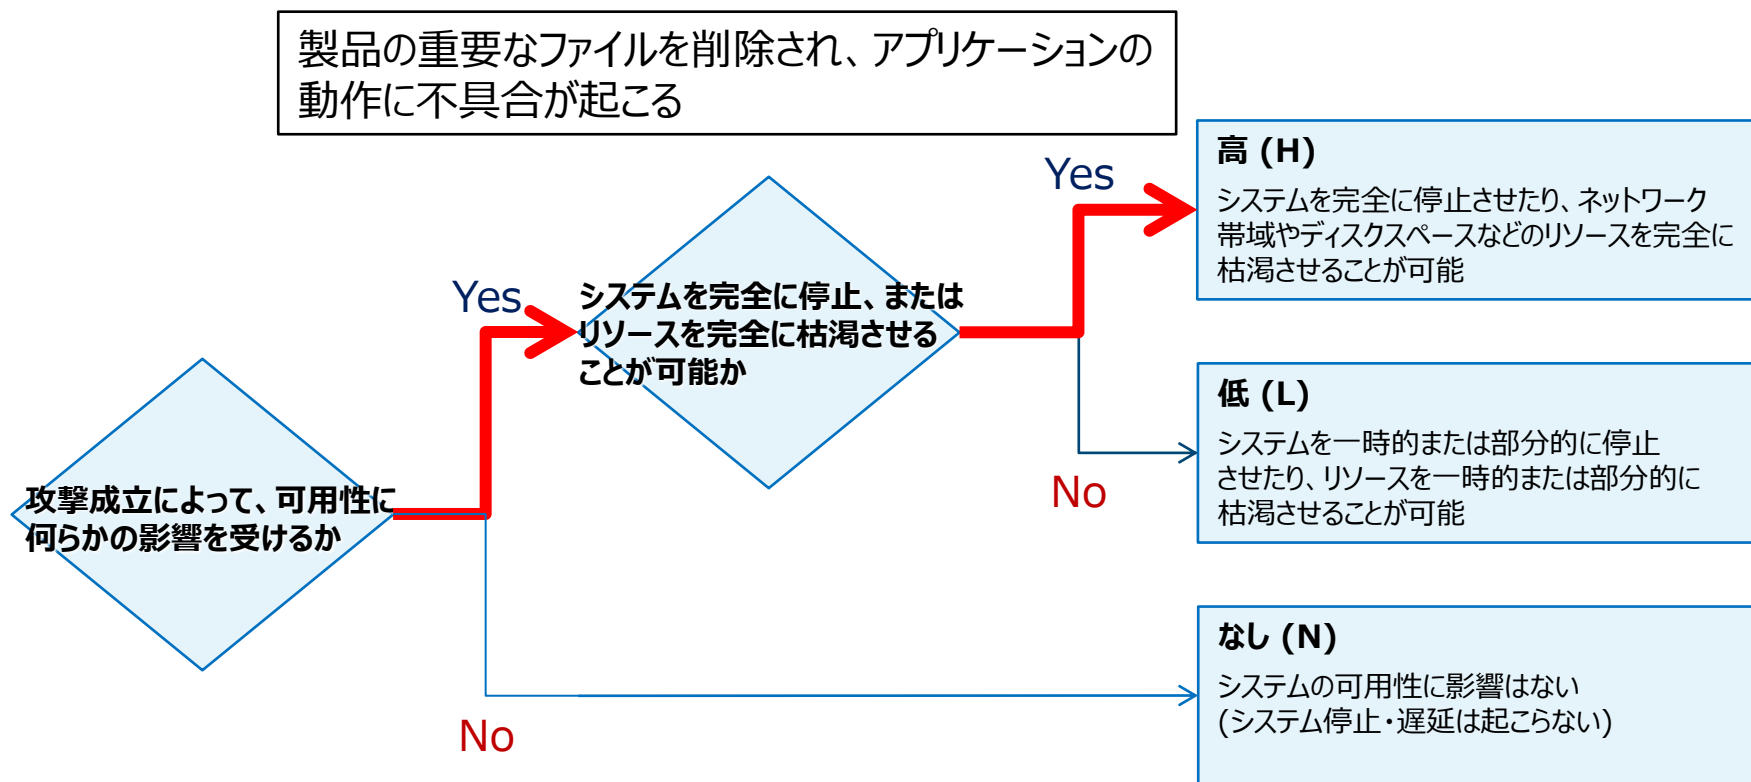 製品の重要なファイルを削除され、アプリケーションの
動作に不具合が起こる
Yes
高 (H)
システムを完全に停止させたり、ネットワーク
帯域やディスクスペースなどのリソースを完全に
枯渇させることが可能
Yes
システムを完全に停止、または
リソースを完全に枯渇させる
ことが可能か
低 (L)
システムを一時的または部分的に停止
させたり、リソースを一時的または部分的に
枯渇させることが可能
No
攻撃成立によって、可用性に
何らかの影響を受けるか
なし (N)
システムの可用性に影響はない
(システム停止・遅延は起こらない)
No